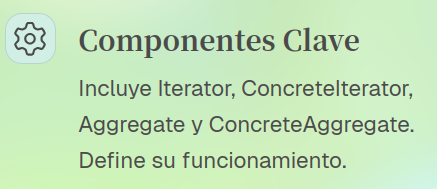 Componentes Clave
Incluye Iterator, ConcreteIterator,
Aggregate y ConcreteAggregate.
Define su funcionamiento.